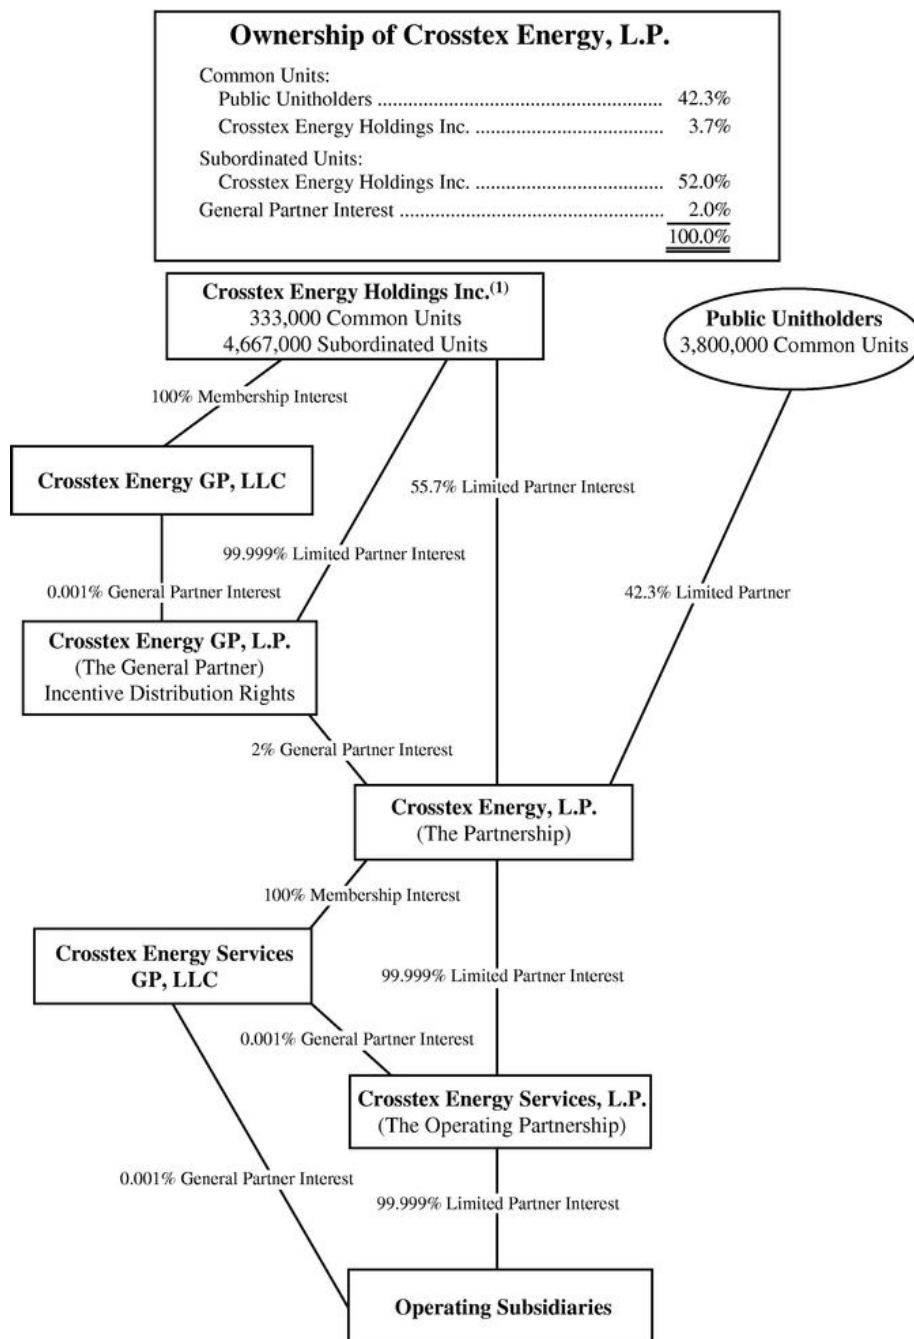 Ownership of Crosstex Energy, L.P.
Common Units:
Public Unitholders ........................................................ 42.3%
Crosstex Energy Holdings Inc. ..................................... 3.7%
Subordinated Units:
Crosstex Energy Holdings Inc. ..................................... 52.0%
General Partner Interest .................................................... 2.0%
100.0%
Crosstex Energy Holdings Inc.(1)
333,000 Common Units
4,667,000 Subordinated Units
Public Unitholders
3,800,000 Common Units
100% Membership Interest
Crosstex Energy GP, LLC
55.7% Limited Partner Interest
99.999% Limited Partner Interest
0.001% General Partner Interest
42.3% Limited Partner
Crosstex Energy GP, L.P.
(The General Partner)
Incentive Distribution Rights
2% General Partner Interest
Crosstex Energy, L.P.
(The Partnership)
100% Membership Interest
Crosstex Energy Services
GP, LLC
99.999% Limited Partner Interest
0.001% General Partner Interest
Crosstex Energy Services, L.P.
(The Operating Partnership)
0.001% General Partner Interest
99.999% Limited Partner Interest
Operating Subsidiaries